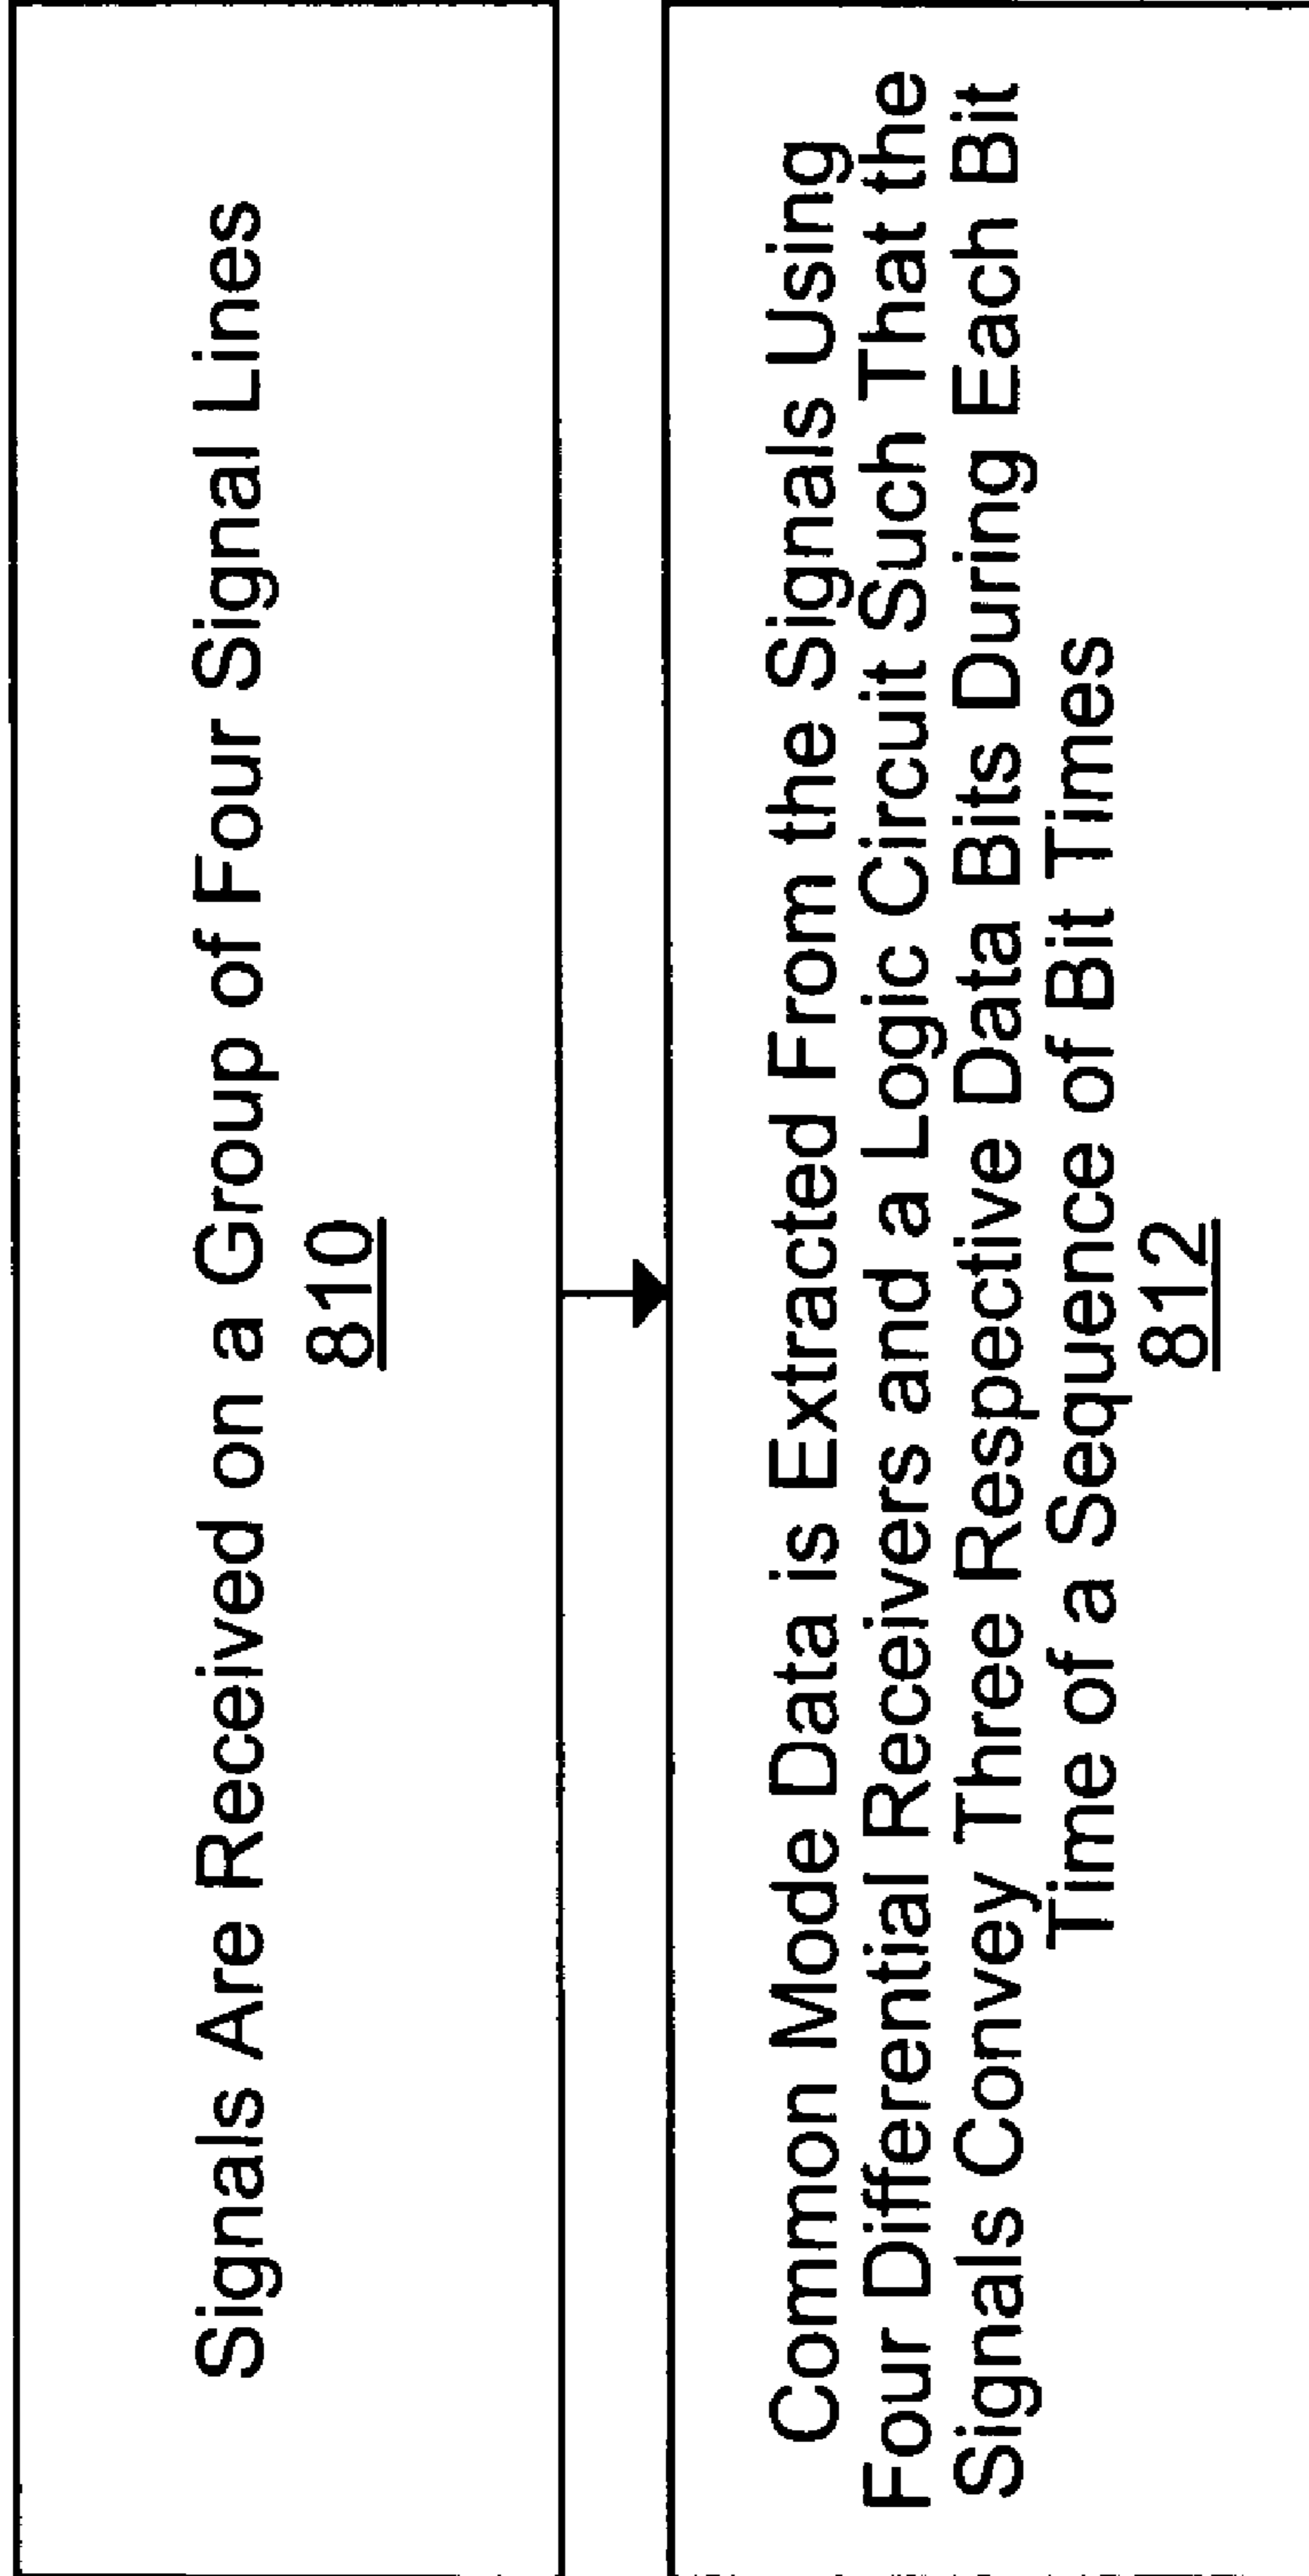 Signals Are Received on a Group of Four Signal Lines
810
Common Mode Data is Extracted From the Signals Using
Four Differential Receivers and a Logic Circuit Such That the
Signals Convey Three Respective Data Bits During Each Bit
Time of a Sequence of Bit Times
812